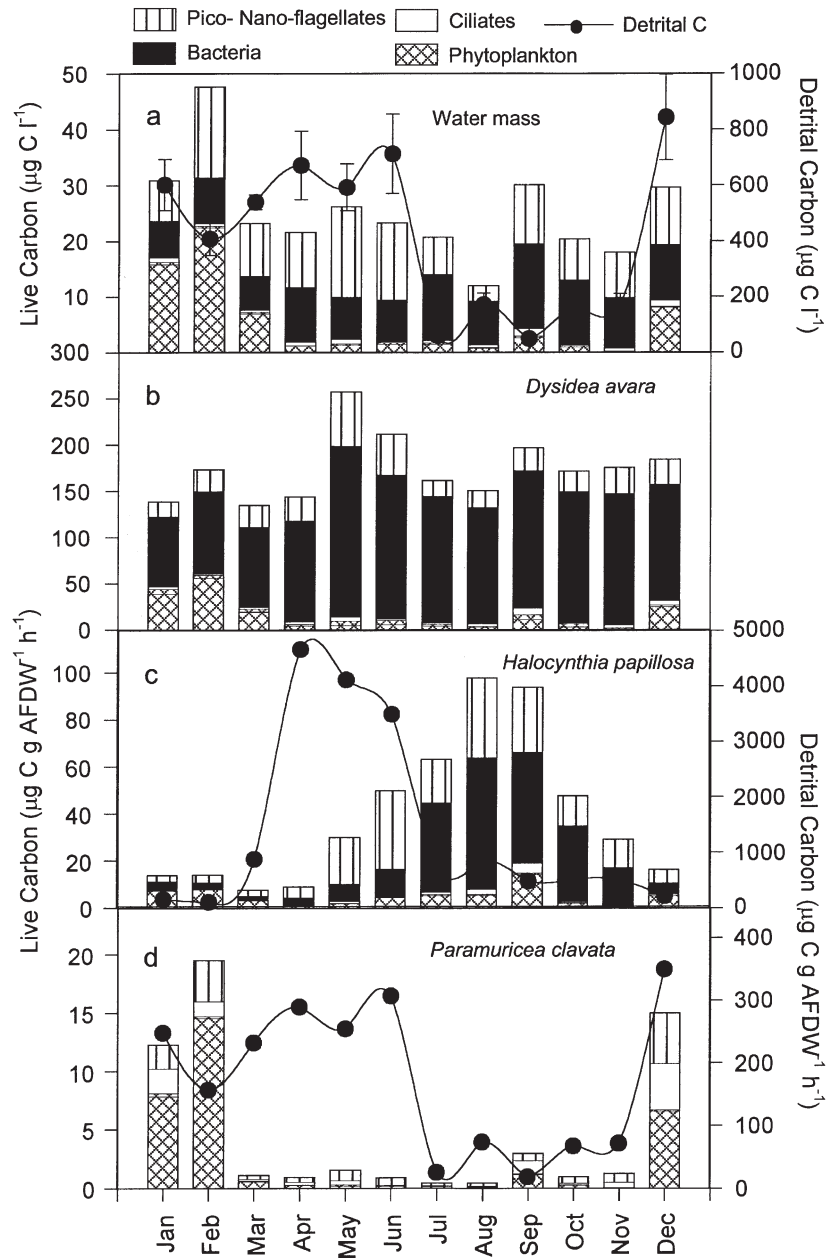 Pico- Nano-flagellates Ciliates Detrital C
Bacteria Phytoplankton
50 1000
a Water mass
40 800
30 600
20 400
10 200
300 0
Live Carbon (µg C l⁻¹)
Detrital Carbon (µg C l⁻¹)
b Dysidea avara
250
200
150
100
50
0 5000
c Halocynthia papillosa
100 4000
80
60 3000
40 2000
20 1000
0 0
Live Carbon (µg C g AFDW⁻¹ h⁻¹)
Detrital Carbon (µg C g AFDW⁻¹ h⁻¹)
d Paramuricea clavata
20 400
15 300
10 200
5 100
0 0
Jan Feb Mar Apr May Jun Jul Aug Sep Oct Nov Dec